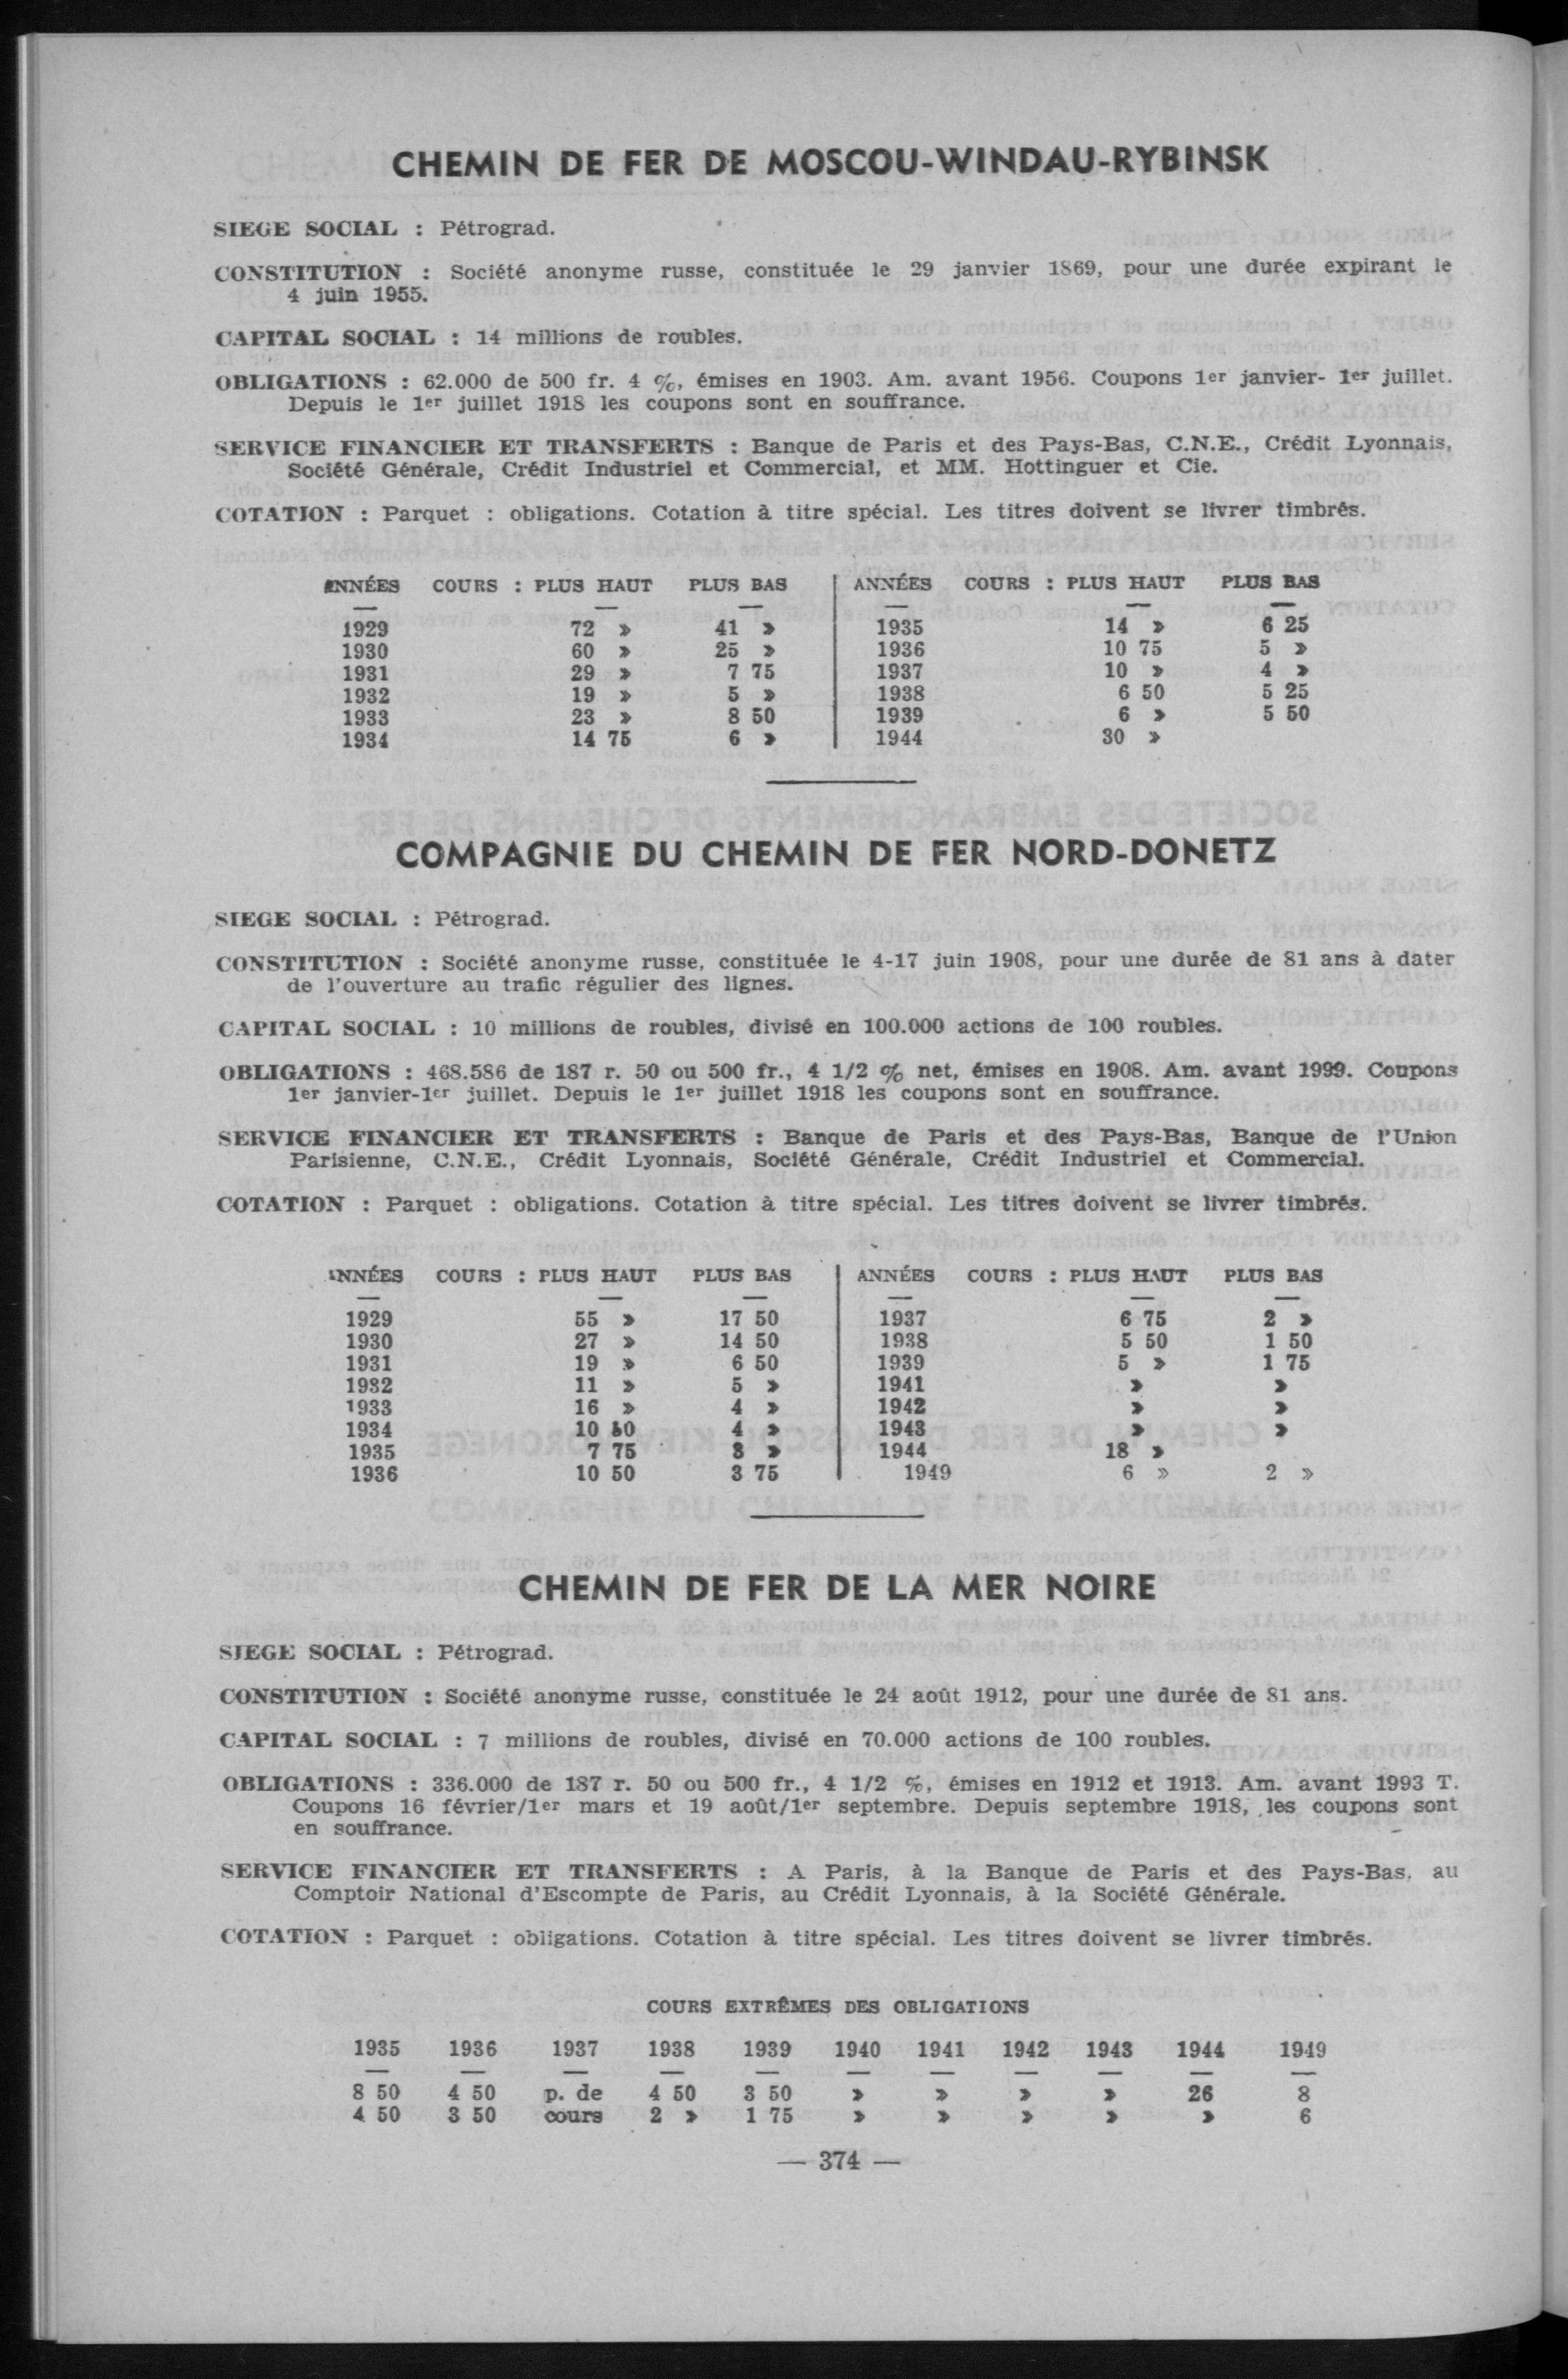 CHEMIN DE FER DE MOSCOU-WINDAU-RYBINSK
SIEGE SOCIAL : Pétrograd.
CONSTITUTION : Société anonyme russe, constituée le 29 janvier 1869, pour une durée expirant le
4 juin 1955.
CAPITAL SOCIAL : 14 millions de roubles.
OBLIGATIONS : 62.000 de 500 fr. 4 %, émises en 1903. Am. avant 1956. Coupons 1er janvier- 1er juillet.
Depuis le 1er juillet 1918 les coupons sont en souffrance.
SERVICE FINANCIER ET TRANSFERTS : Banque de Paris et des Pays-Bas, C.N.E., Crédit Lyonnais,
Société Générale, Crédit Industriel et Commercial, et MM. Hottinguer et Cie.
COTATION : Parquet : obligations. Cotation à titre spécial. Les titres doivent se livrer timbrés.
ANNÉES COURS : PLUS HAUT PLUS BAS ANNÉES COURS : PLUS HAUT PLUS BAS
1929 72 » 41 » 1935 14 » 6 25
1930 60 » 25 » 1936 10 75 5 »
1931 29 » 7 75 1937 10 » 4 »
1932 19 » 5 » 1938 6 50 5 25
1933 23 » 8 50 1939 6 » 5 50
1934 14 75 6 » 1944 30 »
COMPAGNIE DU CHEMIN DE FER NORD-DONETZ
SIEGE SOCIAL : Pétrograd.
CONSTITUTION : Société anonyme russe, constituée le 4-17 juin 1908, pour une durée de 81 ans à dater
de l'ouverture au trafic régulier des lignes.
CAPITAL SOCIAL : 10 millions de roubles, divisé en 100.000 actions de 100 roubles.
OBLIGATIONS : 468.586 de 187 r. 50 ou 500 fr., 4 1/2 % net, émises en 1908. Am. avant 1999. Coupons
1er janvier-1er juillet. Depuis le 1er juillet 1918 les coupons sont en souffrance.
SERVICE FINANCIER ET TRANSFERTS : Banque de Paris et des Pays-Bas, Banque de l'Union
Parisienne, C.N.E., Crédit Lyonnais, Société Générale, Crédit Industriel et Commercial.
COTATION : Parquet : obligations. Cotation à titre spécial. Les titres doivent se livrer timbrés.
ANNÉES COURS : PLUS HAUT PLUS BAS ANNÉES COURS : PLUS HAUT PLUS BAS
1929 55 » 17 50 1937 6 75 2 »
1930 27 » 14 50 1938 5 50 1 50
1931 19 » 6 50 1939 5 » 1 75
1932 11 » 5 » 1941 » »
1933 16 » 4 » 1942 » »
1934 10 50 4 » 1943 » »
1935 7 75 3 » 1944 18 »
1936 10 50 3 75 1949 6 » 2 »
CHEMIN DE FER DE LA MER NOIRE
SIEGE SOCIAL : Pétrograd.
CONSTITUTION : Société anonyme russe, constituée le 24 août 1912, pour une durée de 81 ans.
CAPITAL SOCIAL : 7 millions de roubles, divisé en 70.000 actions de 100 roubles.
OBLIGATIONS : 336.000 de 187 r. 50 ou 500 fr., 4 1/2 %, émises en 1912 et 1913. Am. avant 1993 T.
Coupons 16 février/1er mars et 19 août/1er septembre. Depuis septembre 1918, les coupons sont
en souffrance.
SERVICE FINANCIER ET TRANSFERTS : A Paris, à la Banque de Paris et des Pays-Bas, au
Comptoir National d'Escompte de Paris, au Crédit Lyonnais, à la Société Générale.
COTATION : Parquet : obligations. Cotation à titre spécial. Les titres doivent se livrer timbrés.
COURS EXTRÊMES DES OBLIGATIONS
1935 1936 1937 1938 1939 1940 1941 1942 1943 1944 1949
8 50 4 50 p. de 4 50 3 50 » » » » 26 8
4 50 3 50 cours 2 » 1 75 » » » » » 6
— 374 —